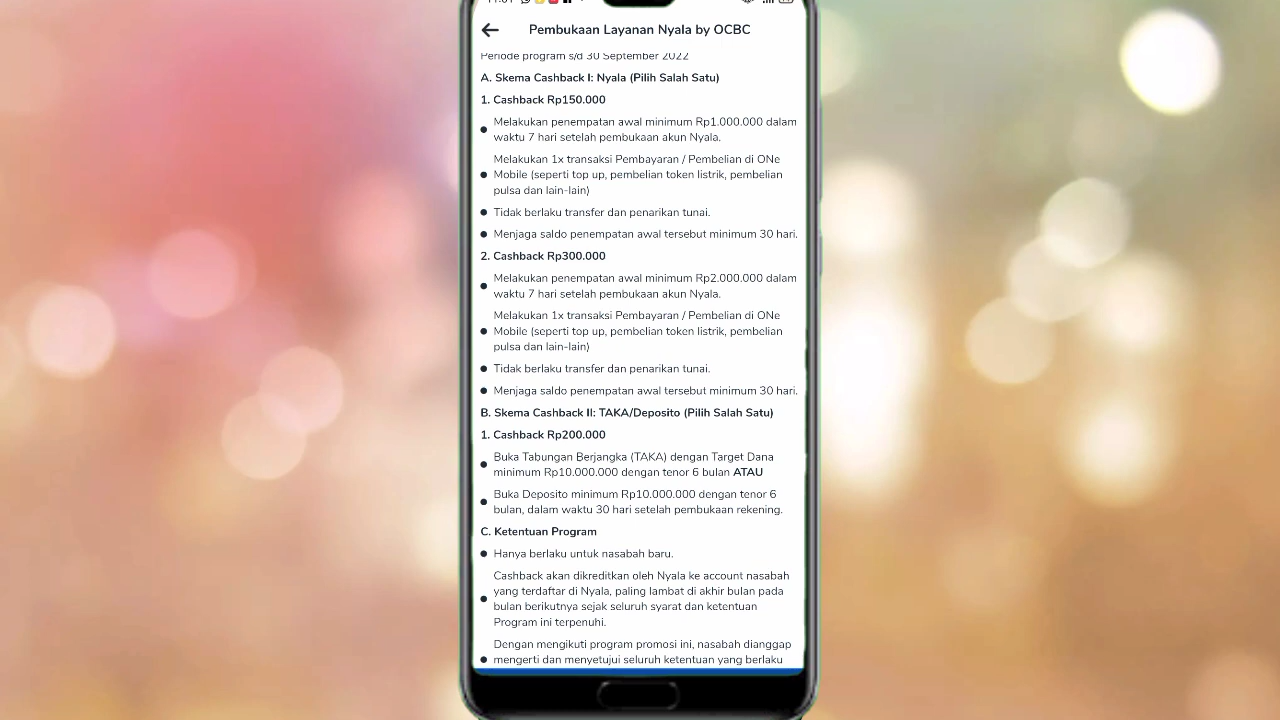 Pembukaan Layanan Nyala by OCBC
Periode program s/d 30 September 2022
A. Skema Cashback I: Nyala (Pilih Salah Satu)
1. Cashback Rp150.000
Melakukan penempatan awal minimum Rp1.000.000 dalam
waktu 7 hari setelah pembukaan akun Nyala.
Melakukan 1x transaksi Pembayaran / Pembelian di ONe
Mobile (seperti top up, pembelian token listrik, pembelian
pulsa dan lain-lain)
Tidak berlaku transfer dan penarikan tunai.
Menjaga saldo penempatan awal tersebut minimum 30 hari.
2. Cashback Rp300.000
Melakukan penempatan awal minimum Rp2.000.000 dalam
waktu 7 hari setelah pembukaan akun Nyala.
Melakukan 1x transaksi Pembayaran / Pembelian di ONe
Mobile (seperti top up, pembelian token listrik, pembelian
pulsa dan lain-lain)
Tidak berlaku transfer dan penarikan tunai.
Menjaga saldo penempatan awal tersebut minimum 30 hari.
B. Skema Cashback II: TAKA/Deposito (Pilih Salah Satu)
1. Cashback Rp200.000
Buka Tabungan Berjangka (TAKA) dengan Target Dana
minimum Rp10.000.000 dengan tenor 6 bulan ATAU
Buka Deposito minimum Rp10.000.000 dengan tenor 6
bulan, dalam waktu 30 hari setelah pembukaan rekening.
C. Ketentuan Program
Hanya berlaku untuk nasabah baru.
Cashback akan dikreditkan oleh Nyala ke account nasabah
yang terdaftar di Nyala, paling lambat di akhir bulan pada
bulan berikutnya sejak seluruh syarat dan ketentuan
Program ini terpenuhi.
Dengan mengikuti program promosi ini, nasabah dianggap
mengerti dan menyetujui seluruh ketentuan yang berlaku